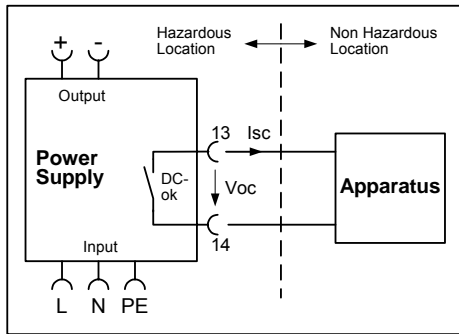 Hazardous
Location
Non Hazardous
Location
+ -
Output
Power
Supply
DC-
ok
13
Isc
Voc
14
Apparatus
Input
L N PE